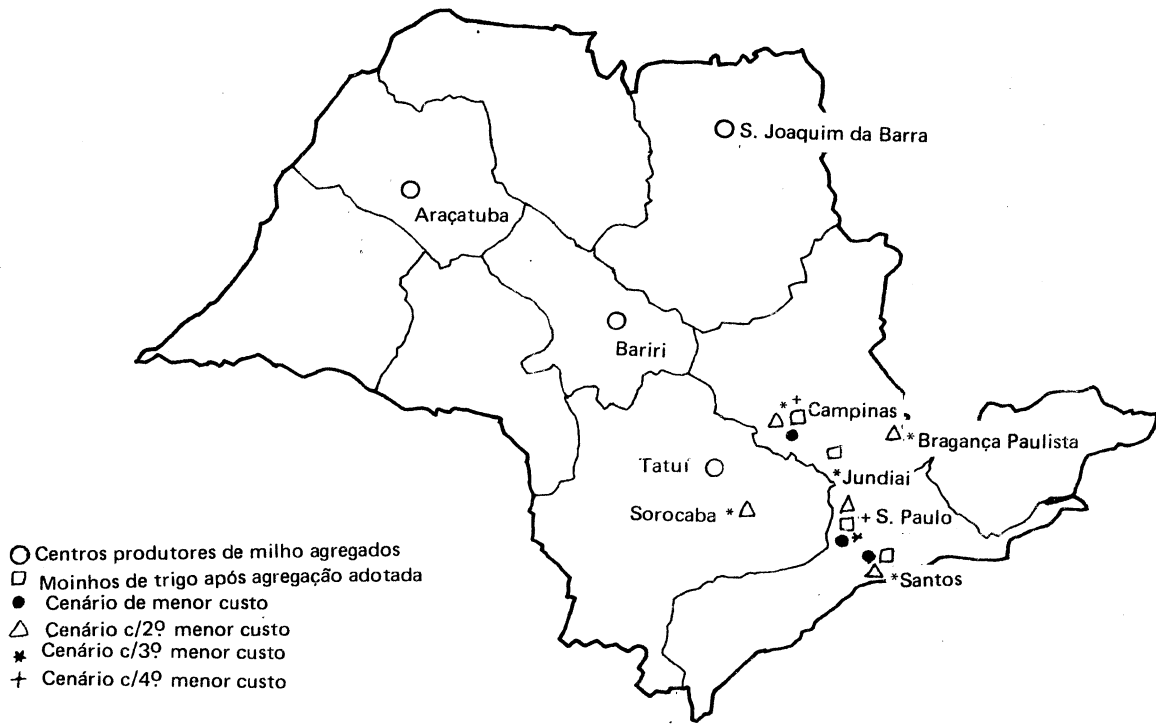 S. Joaquim da Barra
Araçatuba
Bariri
* + Campinas
* Bragança Paulista
Tatuí
* Jundiai
Sorocaba *
+ S. Paulo
*
* Santos
Centros produtores de milho agregados
Moinhos de trigo após agregação adotada
Cenário de menor custo
Cenário c/2º menor custo
* Cenário c/3º menor custo
+ Cenário c/4º menor custo